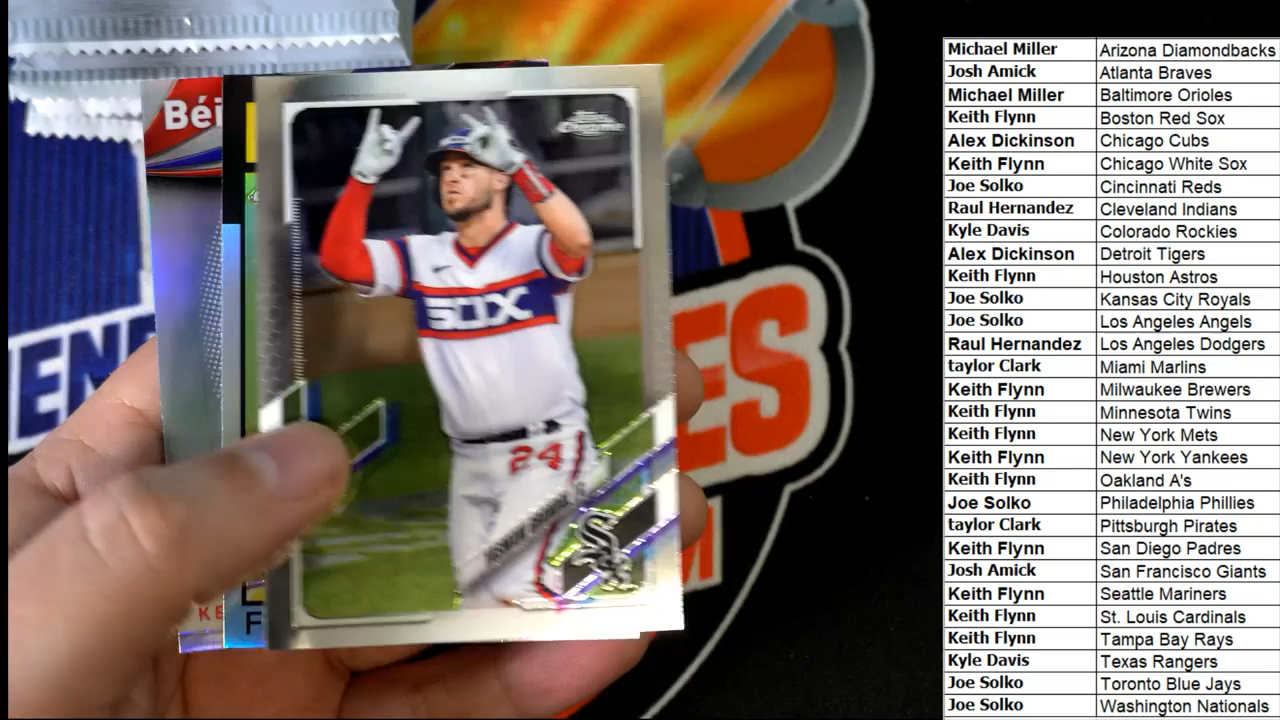 Béi
Topps
Chrome
SOX
24
YASMANI GRANDAL
Sox
KE
F
EN
ES
M
Michael Miller Arizona Diamondbacks
Josh Amick Atlanta Braves
Michael Miller Baltimore Orioles
Keith Flynn Boston Red Sox
Alex Dickinson Chicago Cubs
Keith Flynn Chicago White Sox
Joe Solko Cincinnati Reds
Raul Hernandez Cleveland Indians
Kyle Davis Colorado Rockies
Alex Dickinson Detroit Tigers
Keith Flynn Houston Astros
Joe Solko Kansas City Royals
Joe Solko Los Angeles Angels
Raul Hernandez Los Angeles Dodgers
taylor Clark Miami Marlins
Keith Flynn Milwaukee Brewers
Keith Flynn Minnesota Twins
Keith Flynn New York Mets
Keith Flynn New York Yankees
Keith Flynn Oakland A's
Joe Solko Philadelphia Phillies
taylor Clark Pittsburgh Pirates
Keith Flynn San Diego Padres
Josh Amick San Francisco Giants
Keith Flynn Seattle Mariners
Keith Flynn St. Louis Cardinals
Keith Flynn Tampa Bay Rays
Kyle Davis Texas Rangers
Joe Solko Toronto Blue Jays
Joe Solko Washington Nationals